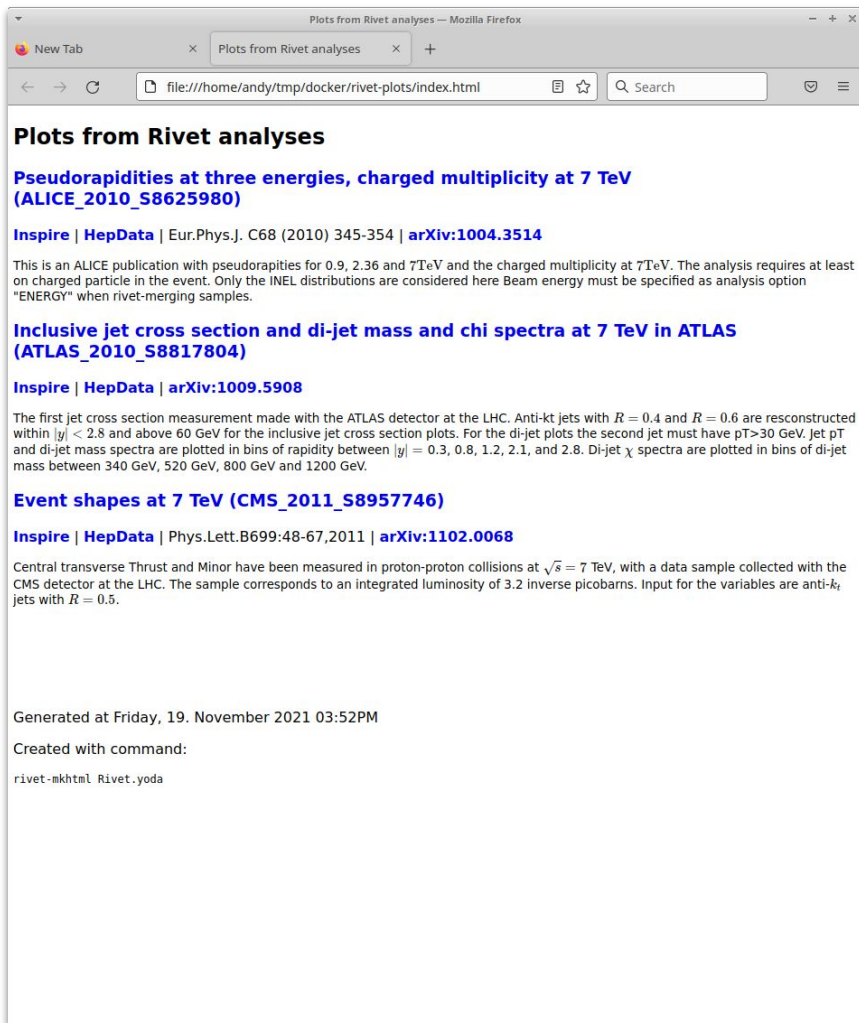 Plots from Rivet analyses — Mozilla Firefox
New Tab
Plots from Rivet analyses
file:///home/andy/tmp/docker/rivet-plots/index.html
Search
Plots from Rivet analyses
Pseudorapidities at three energies, charged multiplicity at 7 TeV
(ALICE_2010_S8625980)
Inspire | HepData | Eur.Phys.J. C68 (2010) 345-354 | arXiv:1004.3514
This is an ALICE publication with pseudorapities for 0.9, 2.36 and 7TeV and the charged multiplicity at 7TeV. The analysis requires at least
on charged particle in the event. Only the INEL distributions are considered here Beam energy must be specified as analysis option
"ENERGY" when rivet-merging samples.
Inclusive jet cross section and di-jet mass and chi spectra at 7 TeV in ATLAS
(ATLAS_2010_S8817804)
Inspire | HepData | arXiv:1009.5908
The first jet cross section measurement made with the ATLAS detector at the LHC. Anti-kt jets with R = 0.4 and R = 0.6 are resconstructed
within |y| < 2.8 and above 60 GeV for the inclusive jet cross section plots. For the di-jet plots the second jet must have pT>30 GeV. Jet pT
and di-jet mass spectra are plotted in bins of rapidity between |y| = 0.3, 0.8, 1.2, 2.1, and 2.8. Di-jet χ spectra are plotted in bins of di-jet
mass between 340 GeV, 520 GeV, 800 GeV and 1200 GeV.
Event shapes at 7 TeV (CMS_2011_S8957746)
Inspire | HepData | Phys.Lett.B699:48-67,2011 | arXiv:1102.0068
Central transverse Thrust and Minor have been measured in proton-proton collisions at √s = 7 TeV, with a data sample collected with the
CMS detector at the LHC. The sample corresponds to an integrated luminosity of 3.2 inverse picobarns. Input for the variables are anti-kt
jets with R = 0.5.
Generated at Friday, 19. November 2021 03:52PM
Created with command:
rivet-mkhtml Rivet.yoda